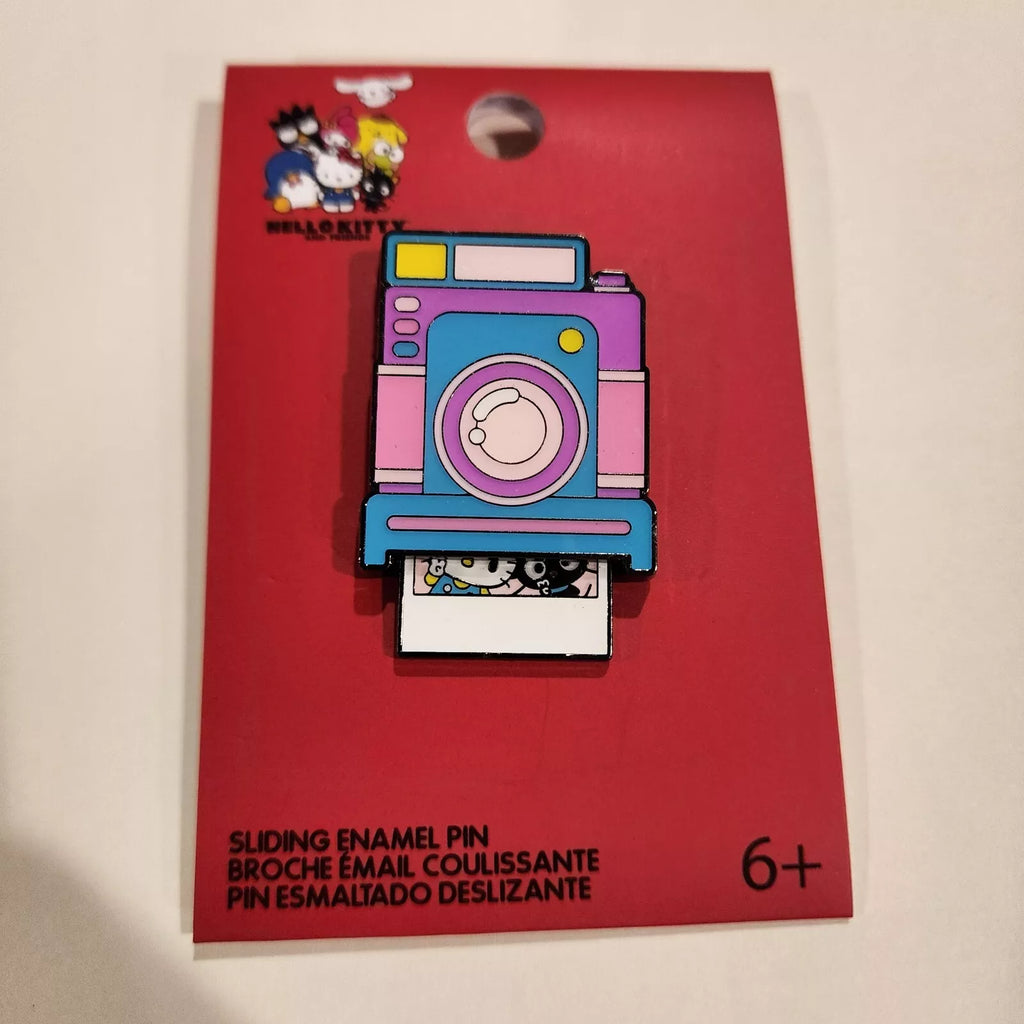 HELLO KITTY
AND FRIENDS
SLIDING ENAMEL PIN
BROCHE ÉMAIL COULISSANTE
PIN ESMALTADO DESLIZANTE
6+